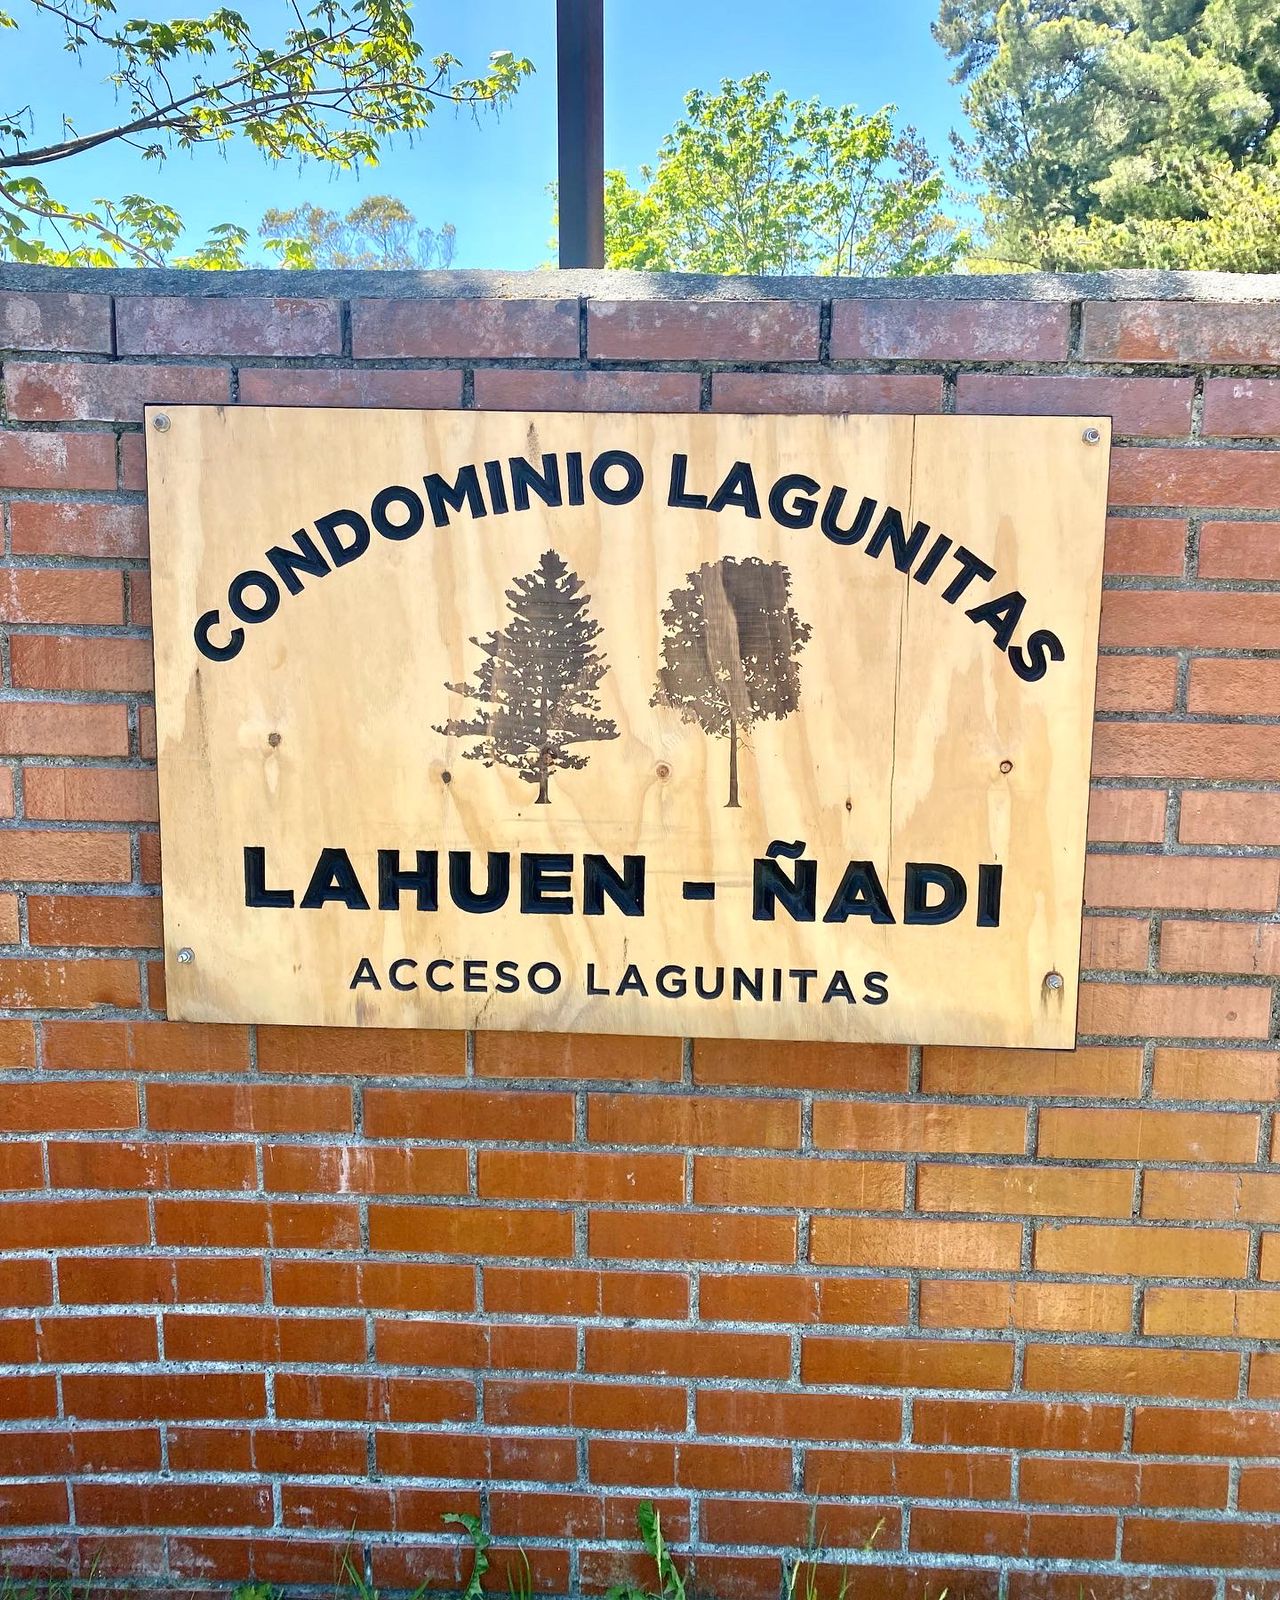 CONDOMINIO LAGUNITAS
LAHUEN - ÑADI
ACCESO LAGUNITAS